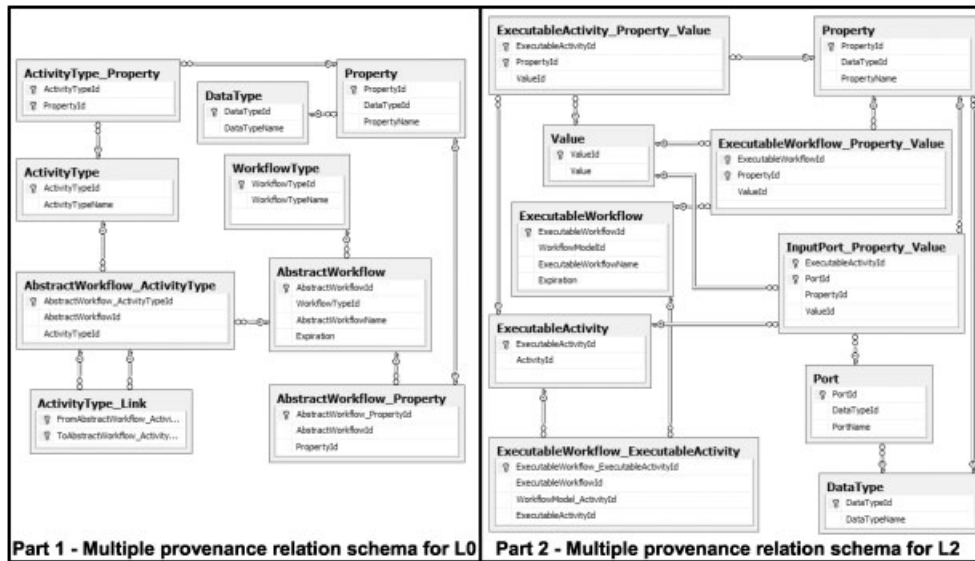 ActivityType_Property
ActivityTypeId
PropertyId
Property
PropertyId
DataTypeId
PropertyName
DataType
DataTypeId
DataTypeName
ActivityType
ActivityTypeId
ActivityTypeName
WorkflowType
WorkflowTypeId
WorkflowTypeName
AbstractWorkflow_ActivityType
AbstractWorkflow_ActivityTypeId
AbstractWorkflowId
ActivityTypeId
AbstractWorkflow
AbstractWorkflowId
WorkflowTypeId
AbstractWorkflowName
Expiration
ActivityType_Link
FromAbstractWorkflow_Activi...
ToAbstractWorkflow_Activity...
AbstractWorkflow_Property
AbstractWorkflow_PropertyId
AbstractWorkflowId
PropertyId
Part 1 - Multiple provenance relation schema for L0
ExecutableActivity_Property_Value
ExecutableActivityId
PropertyId
ValueId
Property
PropertyId
DataTypeId
PropertyName
Value
ValueId
Value
ExecutableWorkflow_Property_Value
ExecutableWorkflowId
PropertyId
ValueId
ExecutableWorkflow
ExecutableWorkflowId
WorkflowModelId
ExecutableWorkflowName
Expiration
InputPort_Property_Value
ExecutableActivityId
PortId
PropertyId
ValueId
ExecutableActivity
ExecutableActivityId
ActivityId
Port
PortId
DataTypeId
PortName
ExecutableWorkflow_ExecutableActivity
ExecutableWorkflow_ExecutableActivityId
ExecutableWorkflowId
WorkflowModel_ActivityId
ExecutableActivityId
DataType
DataTypeId
DataTypeName
Part 2 - Multiple provenance relation schema for L2